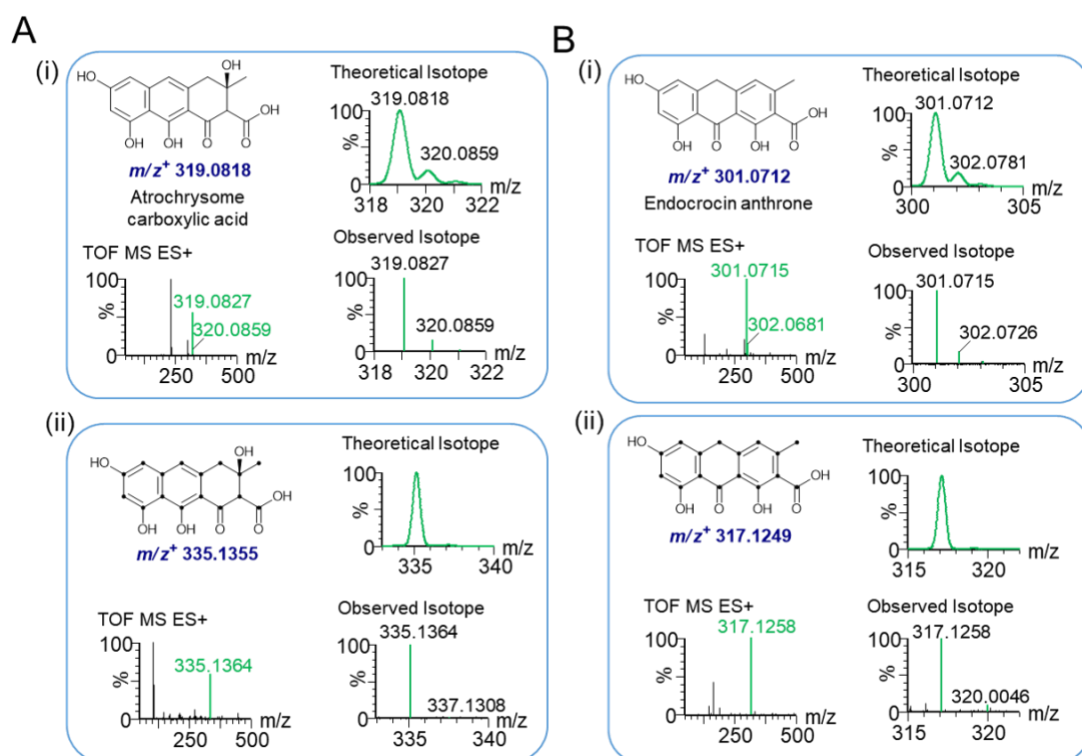 A
(i)
HO
OH
OH
OH OH O O
m/z+ 319.0818
Atrochrysome
carboxylic acid
Theoretical Isotope
319.0818
100
%
0
320.0859
m/z
318 320 322
TOF MS ES+
100
%
0
319.0827
320.0859
m/z
250 500
Observed Isotope
319.0827
100
%
0
320.0859
m/z
318 320 322
(ii)
HO
OH
OH
OH OH O O
m/z+ 335.1355
Theoretical Isotope
100
%
0
m/z
335 340
TOF MS ES+
100
%
0
335.1364
m/z
250 500
Observed Isotope
335.1364
100
%
0
337.1308
m/z
335 340
B
(i)
HO
OH
OH O OH O
m/z+ 301.0712
Endocrocin anthrone
Theoretical Isotope
301.0712
100
%
0
302.0781
m/z
300 305
TOF MS ES+
100
%
0
301.0715
302.0681
m/z
250 500
Observed Isotope
301.0715
100
%
0
302.0726
m/z
300 305
(ii)
HO
OH
OH O OH O
m/z+ 317.1249
Theoretical Isotope
100
%
0
m/z
315 320
TOF MS ES+
100
%
0
317.1258
m/z
250 500
Observed Isotope
317.1258
100
%
0
320.0046
m/z
315 320